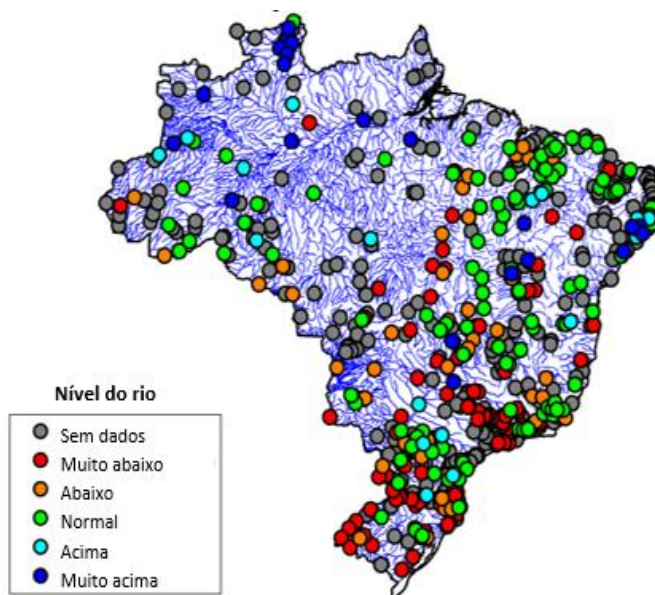 Nível do rio
Sem dados
Muito abaixo
Abaixo
Normal
Acima
Muito acima